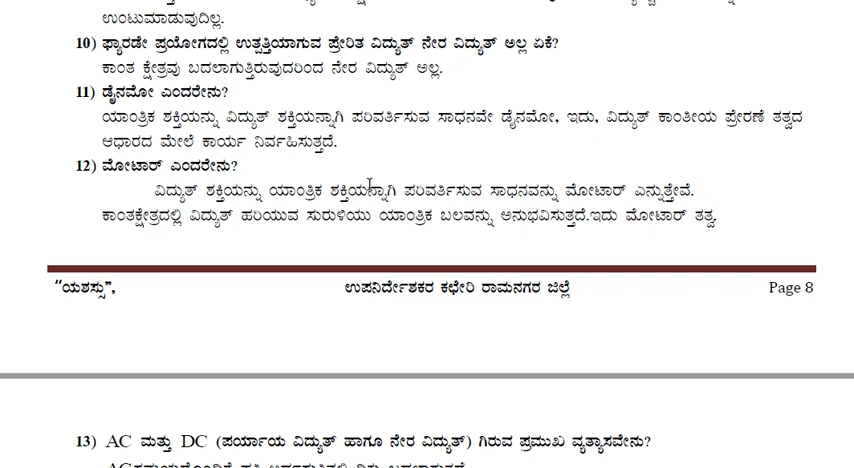 ಉಂಟುಮಾಡುವುದಿಲ್ಲ.
10) ಫ್ಯಾರಡೇ ಪ್ರಯೋಗದಲ್ಲಿ ಉತ್ಪತ್ತಿಯಾಗುವ ಪ್ರೇರಿತ ವಿದ್ಯುತ್ ನೇರ ವಿದ್ಯುತ್ ಅಲ್ಲ ಏಕೆ?
ಕಾಂತ ಕ್ಷೇತ್ರವು ಬದಲಾಗುತ್ತಿರುವುದರಿಂದ ನೇರ ವಿದ್ಯುತ್ ಅಲ್ಲ.
11) ಡೈನಮೋ ಎಂದರೇನು?
ಯಾಂತ್ರಿಕ ಶಕ್ತಿಯನ್ನು ವಿದ್ಯುತ್ ಶಕ್ತಿಯನ್ನಾಗಿ ಪರಿವರ್ತಿಸುವ ಸಾಧನವೇ ಡೈನಮೋ, ಇದು, ವಿದ್ಯುತ್ ಕಾಂತೀಯ ಪ್ರೇರಣೆ ತತ್ವದ
ಆಧಾರದ ಮೇಲೆ ಕಾರ್ಯ ನಿರ್ವಹಿಸುತ್ತದೆ.
12) ಮೋಟಾರ್ ಎಂದರೇನು?
ವಿದ್ಯುತ್ ಶಕ್ತಿಯನ್ನು ಯಾಂತ್ರಿಕ ಶಕ್ತಿಯನ್ನಾಗಿ ಪರಿವರ್ತಿಸುವ ಸಾಧನವನ್ನು ಮೋಟಾರ್ ಎನ್ನುತ್ತೇವೆ.
ಕಾಂತಕ್ಷೇತ್ರದಲ್ಲಿ ವಿದ್ಯುತ್ ಹರಿಯುವ ಸುರುಳಿಯು ಯಾಂತ್ರಿಕ ಬಲವನ್ನು ಅನುಭವಿಸುತ್ತದೆ.ಇದು ಮೋಟಾರ್ ತತ್ವ.
“ಯಶಸ್ಸು”, ಉಪನಿರ್ದೇಶಕರ ಕಛೇರಿ ರಾಮನಗರ ಜಿಲ್ಲೆ Page 8
13) AC ಮತ್ತು DC (ಪರ್ಯಾಯ ವಿದ್ಯುತ್ ಹಾಗೂ ನೇರ ವಿದ್ಯುತ್) ಗಿರುವ ಪ್ರಮುಖ ವ್ಯತ್ಯಾಸವೇನು?